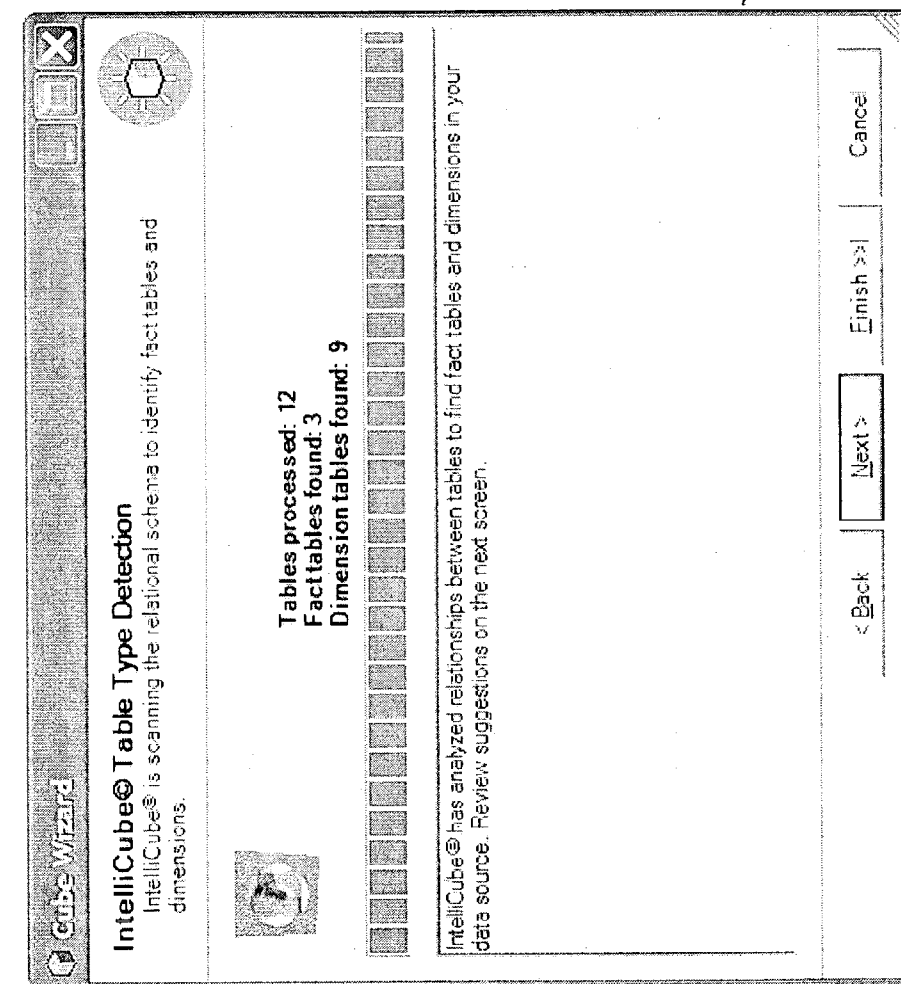 Cube Wizard
IntelliCube© Table Type Detection
IntelliCube® is scanning the relational schema to identify fact tables and
dimensions.
Tables processed: 12
Fact tables found: 3
Dimension tables found: 9
IntelliCube® has analyzed relationships between tables to find fact tables and dimensions in your
data source. Review suggestions on the next screen.
< Back
Next >
Finish >>|
Cancel